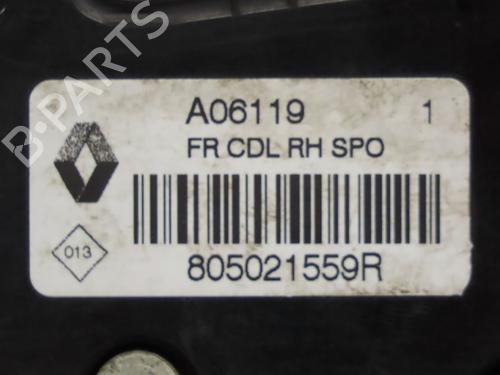 A06119 1
FR CDL RH SPO
013
805021559R
B-PARTS